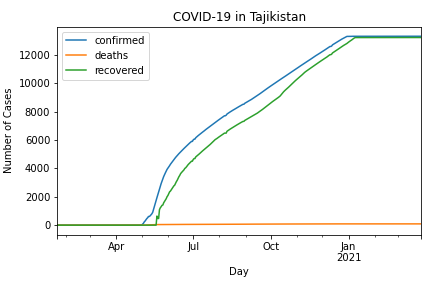 COVID-19 in Tajikistan
confirmed
deaths
recovered
12000
10000
8000
6000
4000
2000
0
Number of Cases
Apr
Jul
Oct
Jan
2021
Day